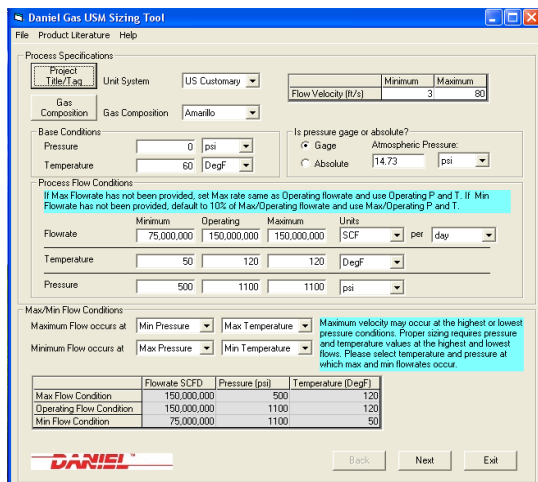 Daniel Gas USM Sizing Tool
File Product Literature Help
Process Specifications
Project Title/Tag
Unit System US Customary
Minimum Maximum
Flow Velocity (ft/s) 3 80
Gas Composition
Gas Composition Amarillo
Base Conditions
Pressure 0 psi
Temperature 60 DegF
Is pressure gage or absolute?
Gage
Absolute
Atmospheric Pressure:
14.73 psi
Process Flow Conditions
If Max Flowrate has not been provided, set Max rate same as Operating flowrate and use Operating P and T. If Min
Flowrate has not been provided, default to 10% of Max/Operating flowrate and use Max/Operating P and T.
Minimum Operating Maximum Units
Flowrate 75,000,000 150,000,000 150,000,000 SCF per day
Temperature 50 120 120 DegF
Pressure 500 1100 1100 psi
Max/Min Flow Conditions
Maximum Flow occurs at Min Pressure Max Temperature
Minimum Flow occurs at Max Pressure Min Temperature
Maximum velocity may occur at the highest or lowest
pressure conditions. Proper sizing requires pressure
and temperature values at the highest and lowest
flows. Please select temperature and pressure at
which max and min flowrates occur.
Flowrate SCFD Pressure (psi) Temperature (DegF)
Max Flow Condition 150,000,000 500 120
Operating Flow Condition 150,000,000 1100 120
Min Flow Condition 75,000,000 1100 50
DANIEL
Back Next Exit